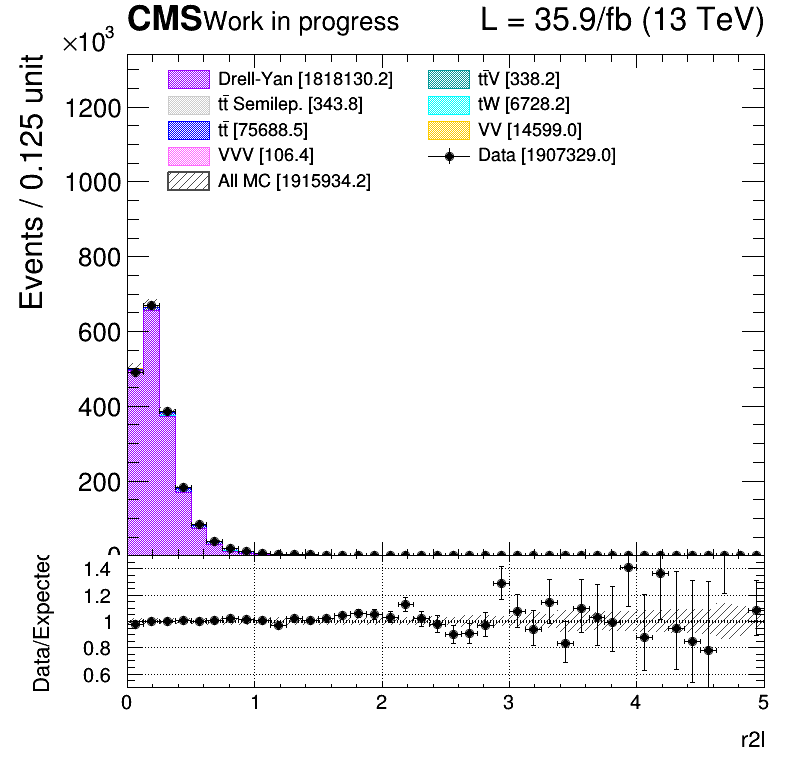 CMS Work in progress L = 35.9/fb (13 TeV)
×10³
Drell-Yan [1818130.2]
tt̄ Semilep. [343.8]
tt̄ [75688.5]
VVV [106.4]
All MC [1915934.2]
tt̄V [338.2]
tW [6728.2]
VV [14599.0]
Data [1907329.0]
Events / 0.125 unit
1200
1000
800
600
400
200
0
Data/Expected
1.4
1.2
1
0.8
0.6
0 1 2 3 4 5
r2l